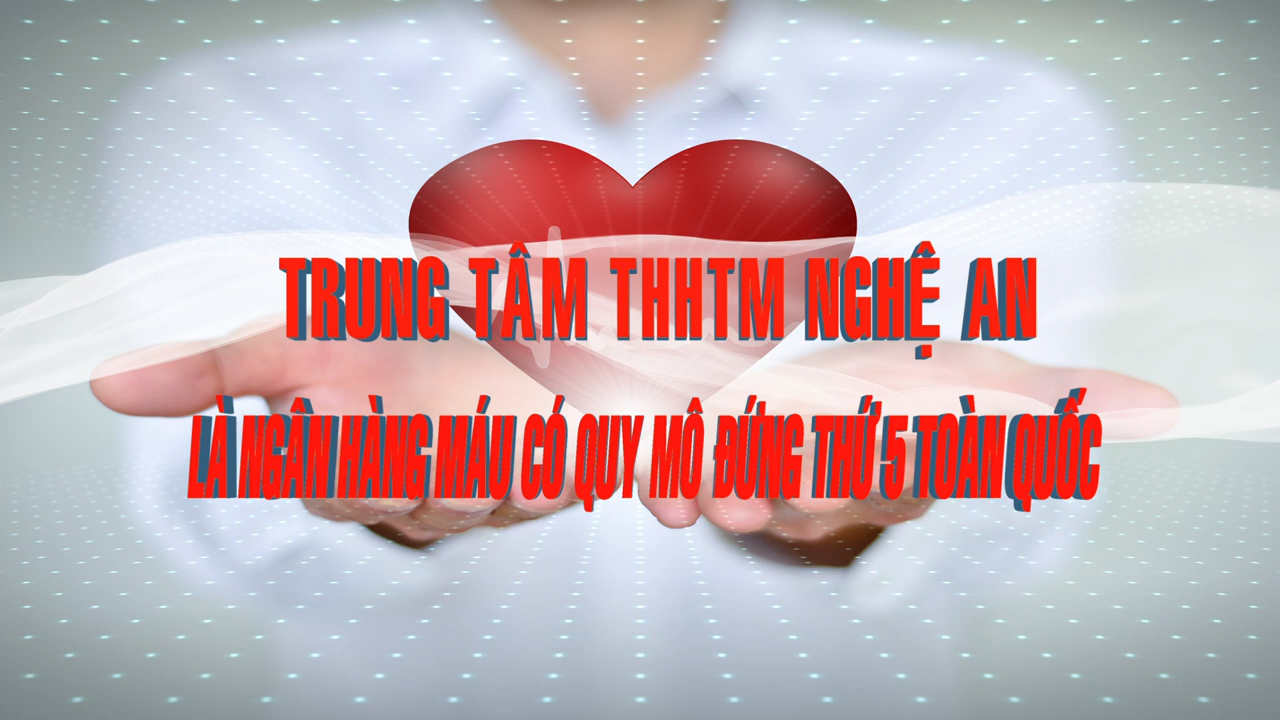 TRUNG TÂM THHTM NGHỆ AN
LÀ NGÂN HÀNG MÁU CÓ QUY MÔ ĐỨNG THỨ 5 TOÀN QUỐC